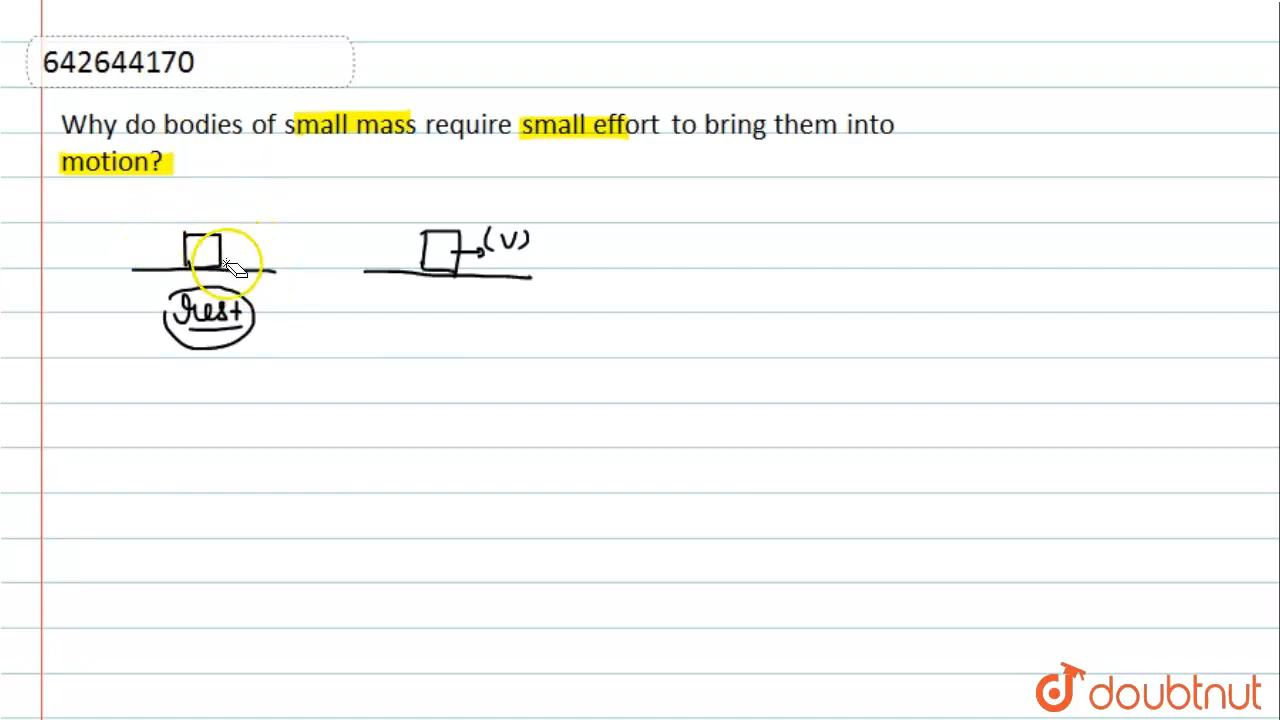 642644170
Why do bodies of small mass require small effort to bring them into
motion?
(v)
rest
doubtnut